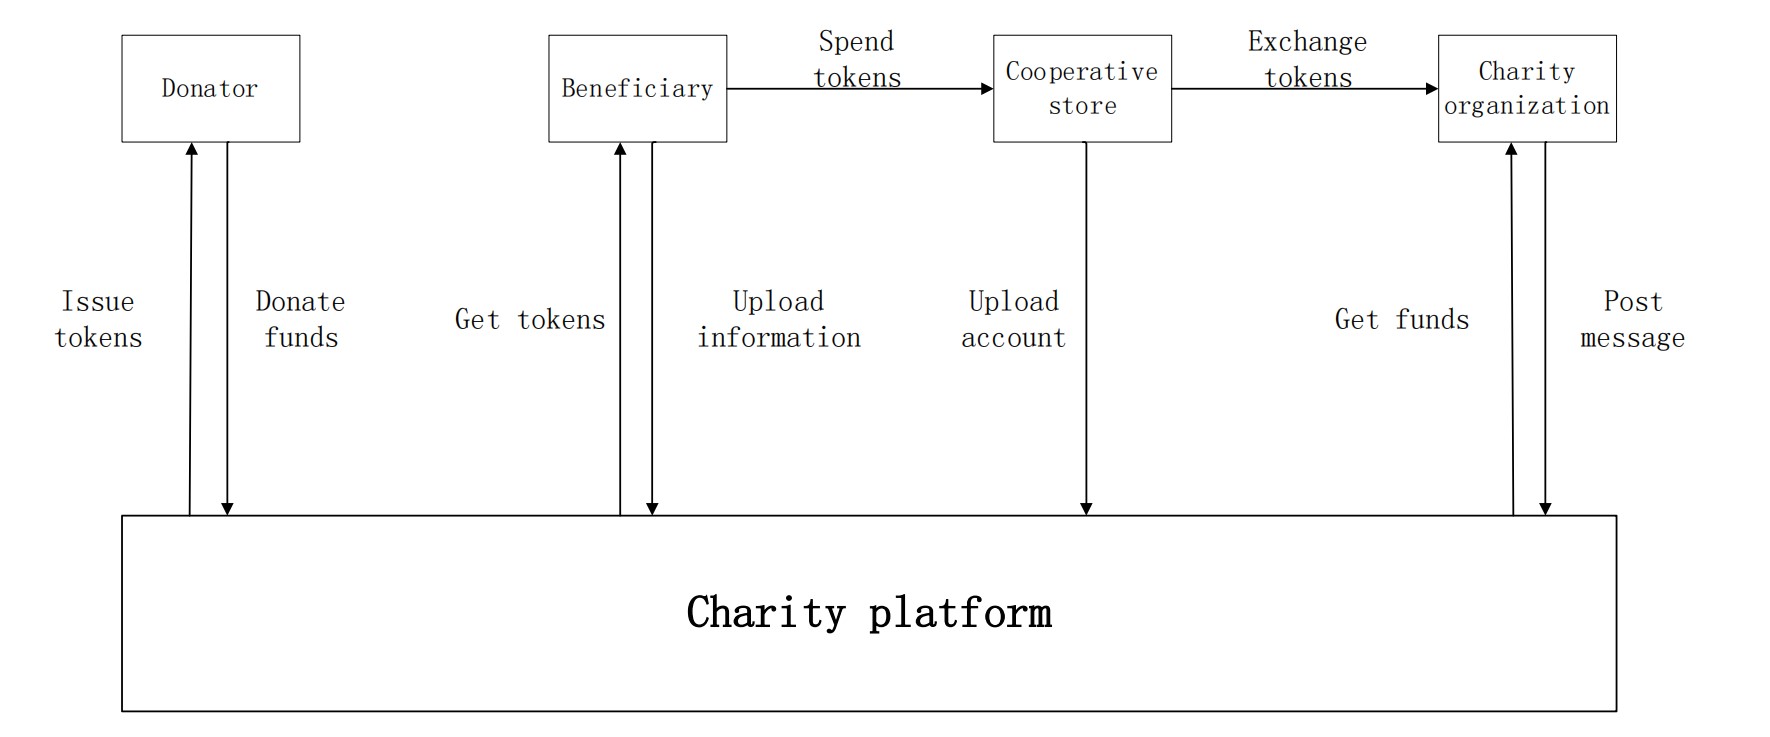 Donator
Beneficiary
Spend
tokens
Cooperative
store
Exchange
tokens
Charity
organization
Issue
tokens
Donate
funds
Get tokens
Upload
information
Upload
account
Get funds
Post
message
Charity platform